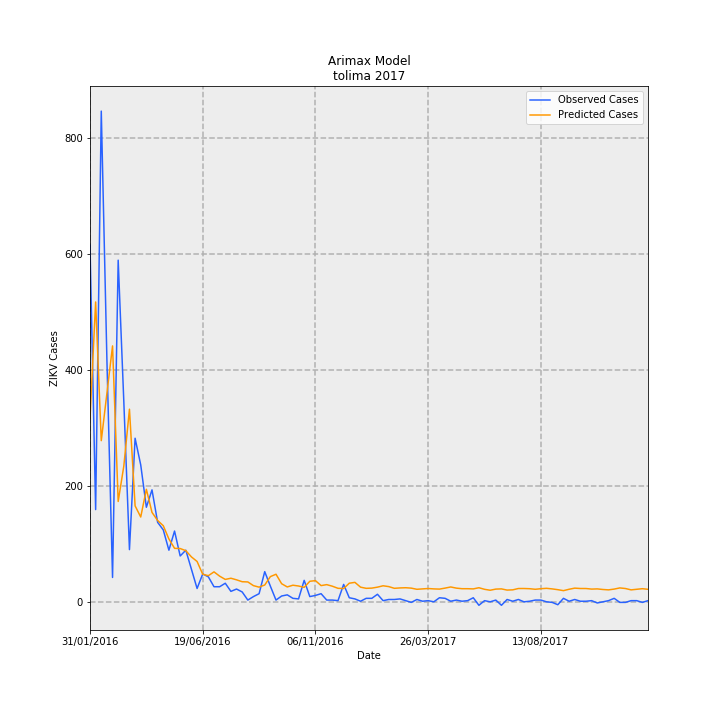 Arimax Model
tolima 2017
Observed Cases
Predicted Cases
800
600
400
200
0
ZIKV Cases
31/01/2016
19/06/2016
06/11/2016
26/03/2017
13/08/2017
Date